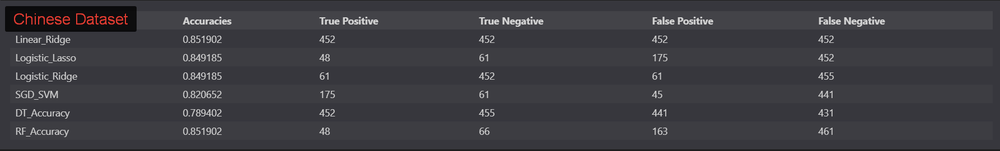 Chinese Dataset Accuracies True Positive True Negative False Positive False Negative
Linear_Ridge 0.851902 452 452 452 452
Logistic_Lasso 0.849185 48 61 175 452
Logistic_Ridge 0.849185 61 452 61 455
SGD_SVM 0.820652 175 61 45 441
DT_Accuracy 0.789402 452 455 441 431
RF_Accuracy 0.851902 48 66 163 461